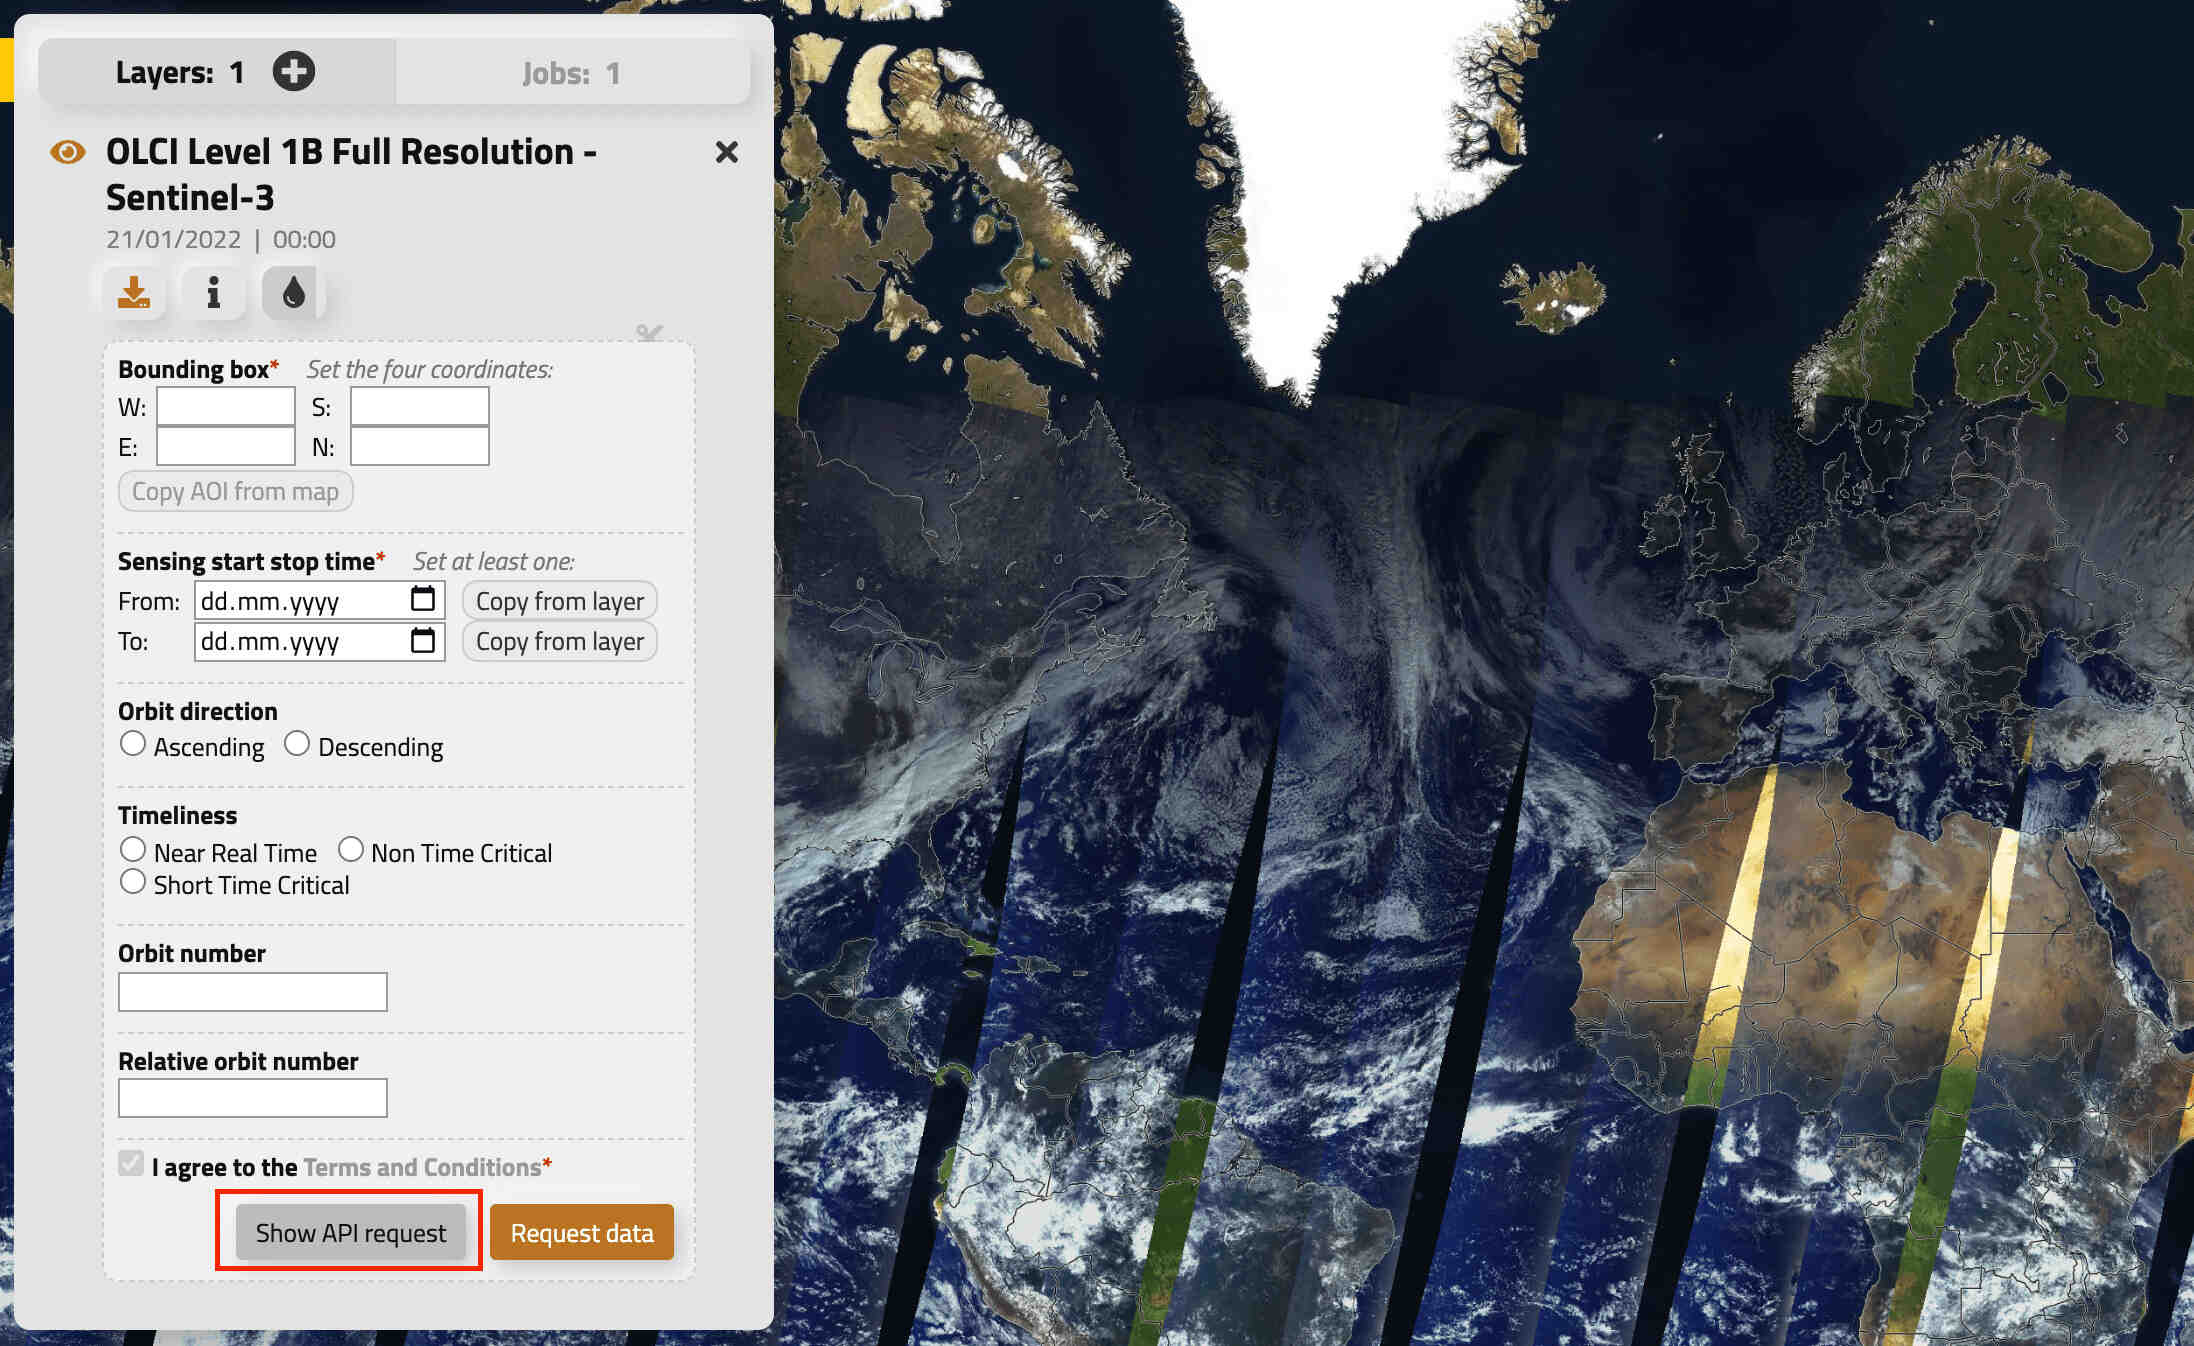 Layers: 1 Jobs: 1
OLCI Level 1B Full Resolution -
Sentinel-3
21/01/2022 | 00:00
Bounding box* Set the four coordinates:
W: S:
E: N:
Copy AOI from map
Sensing start stop time* Set at least one:
From: dd.mm.yyyy Copy from layer
To: dd.mm.yyyy Copy from layer
Orbit direction
Ascending Descending
Timeliness
Near Real Time Non Time Critical
Short Time Critical
Orbit number
Relative orbit number
I agree to the Terms and Conditions*
Show API request Request data